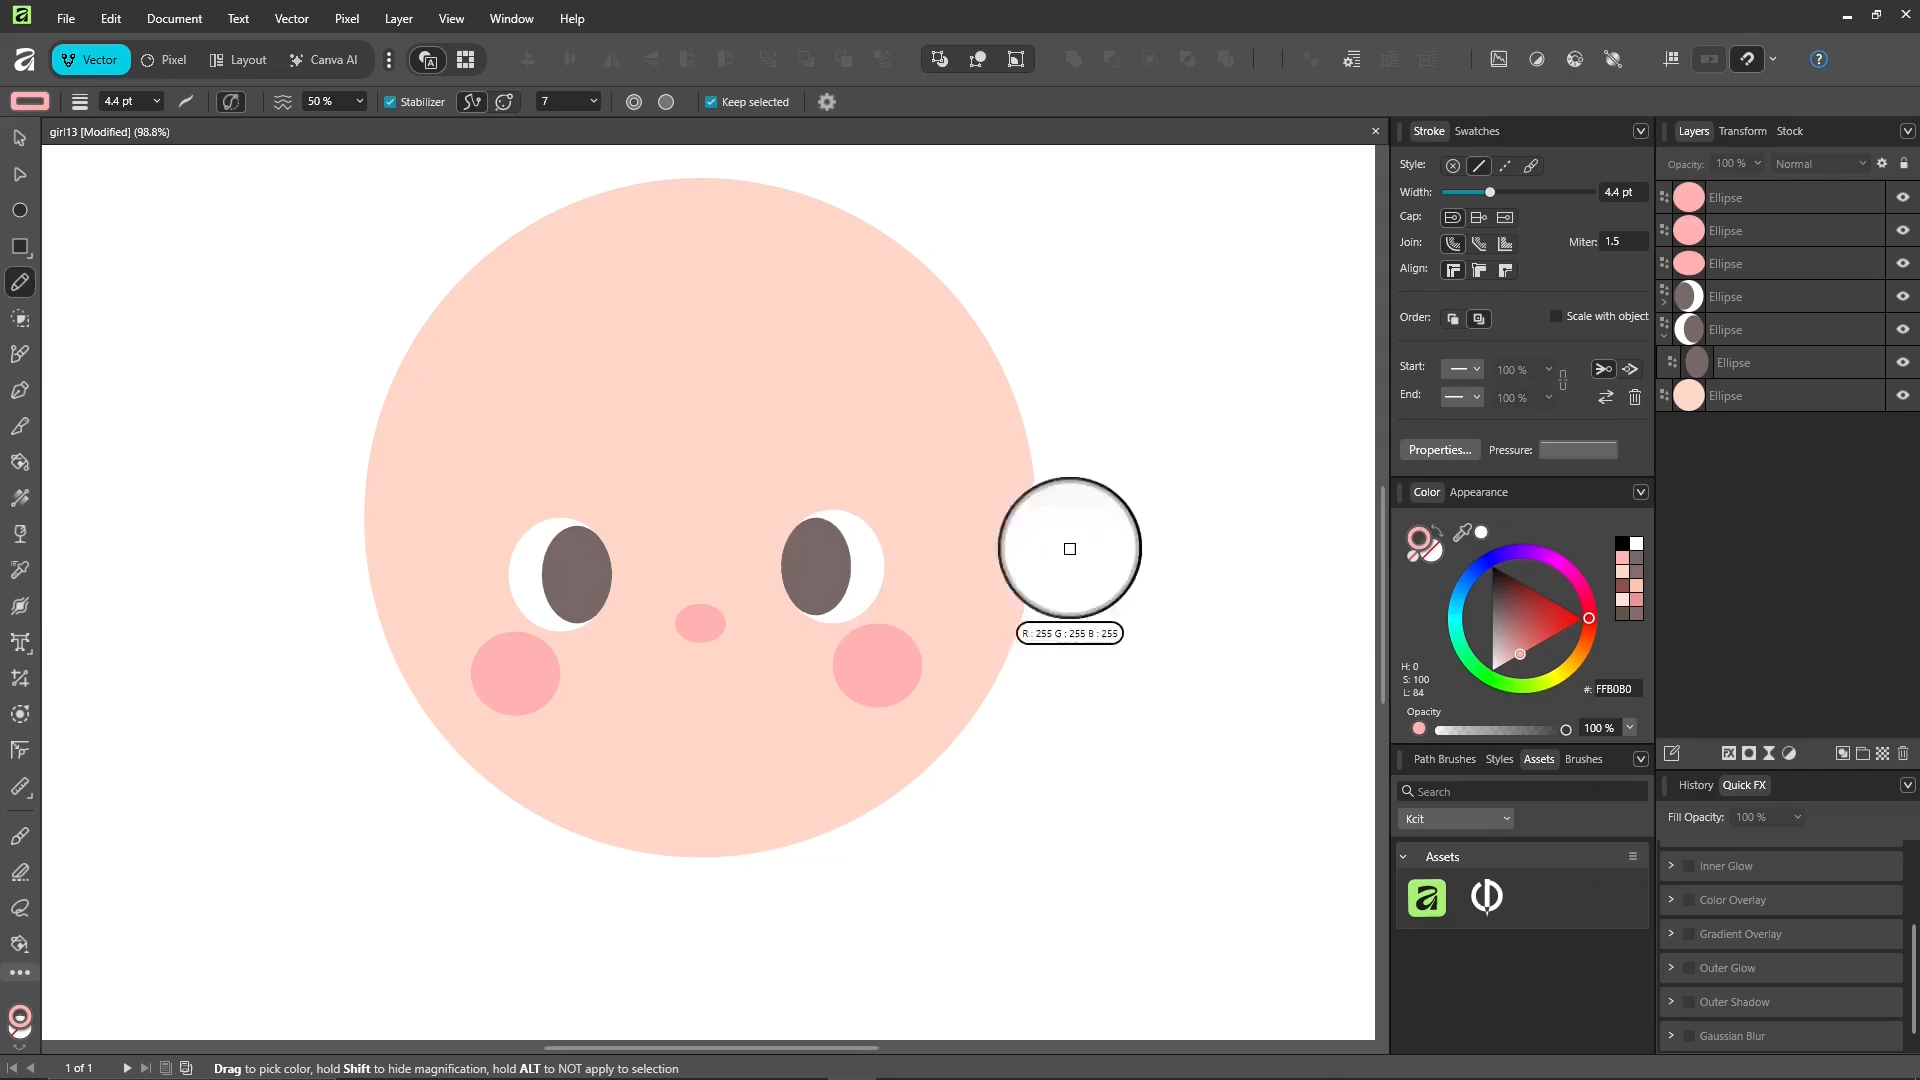 File Edit Document Text Vector Pixel Layer View Window Help
Vector Pixel Layout Canva AI
4.4 pt 50 % Stabilizer 7 Keep selected
girl13 [Modified] (98.8%)
Stroke Swatches
Style:
Width: 4.4 pt
Cap:
Join: Miter: 1.5
Align:
Order: Scale with object
Start: 100 %
End: 100 %
Properties... Pressure:
Color Appearance
H: 0
S: 100
L: 84
#: FFB0B0
Opacity
100 %
Path Brushes Styles Assets Brushes
Search
Kcit
Assets
Layers Transform Stock
Opacity: 100 % Normal
Ellipse
Ellipse
Ellipse
Ellipse
Ellipse
Ellipse
Ellipse
History Quick FX
Fill Opacity: 100 %
Inner Glow
Color Overlay
Gradient Overlay
Outer Glow
Outer Shadow
Gaussian Blur
R : 255 G : 255 B : 255
1 of 1 Drag to pick color, hold Shift to hide magnification, hold ALT to NOT apply to selection